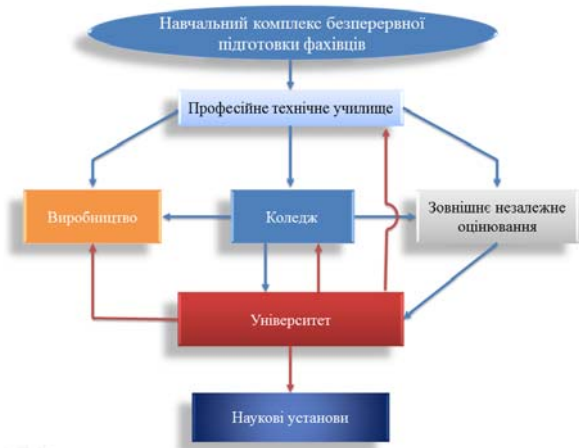 Навчальний комплекс безперервної
підготовки фахівців
Професійне технічне училище
Виробництво
Коледж
Зовнішнє незалежне
оцінювання
Університет
Наукові установи